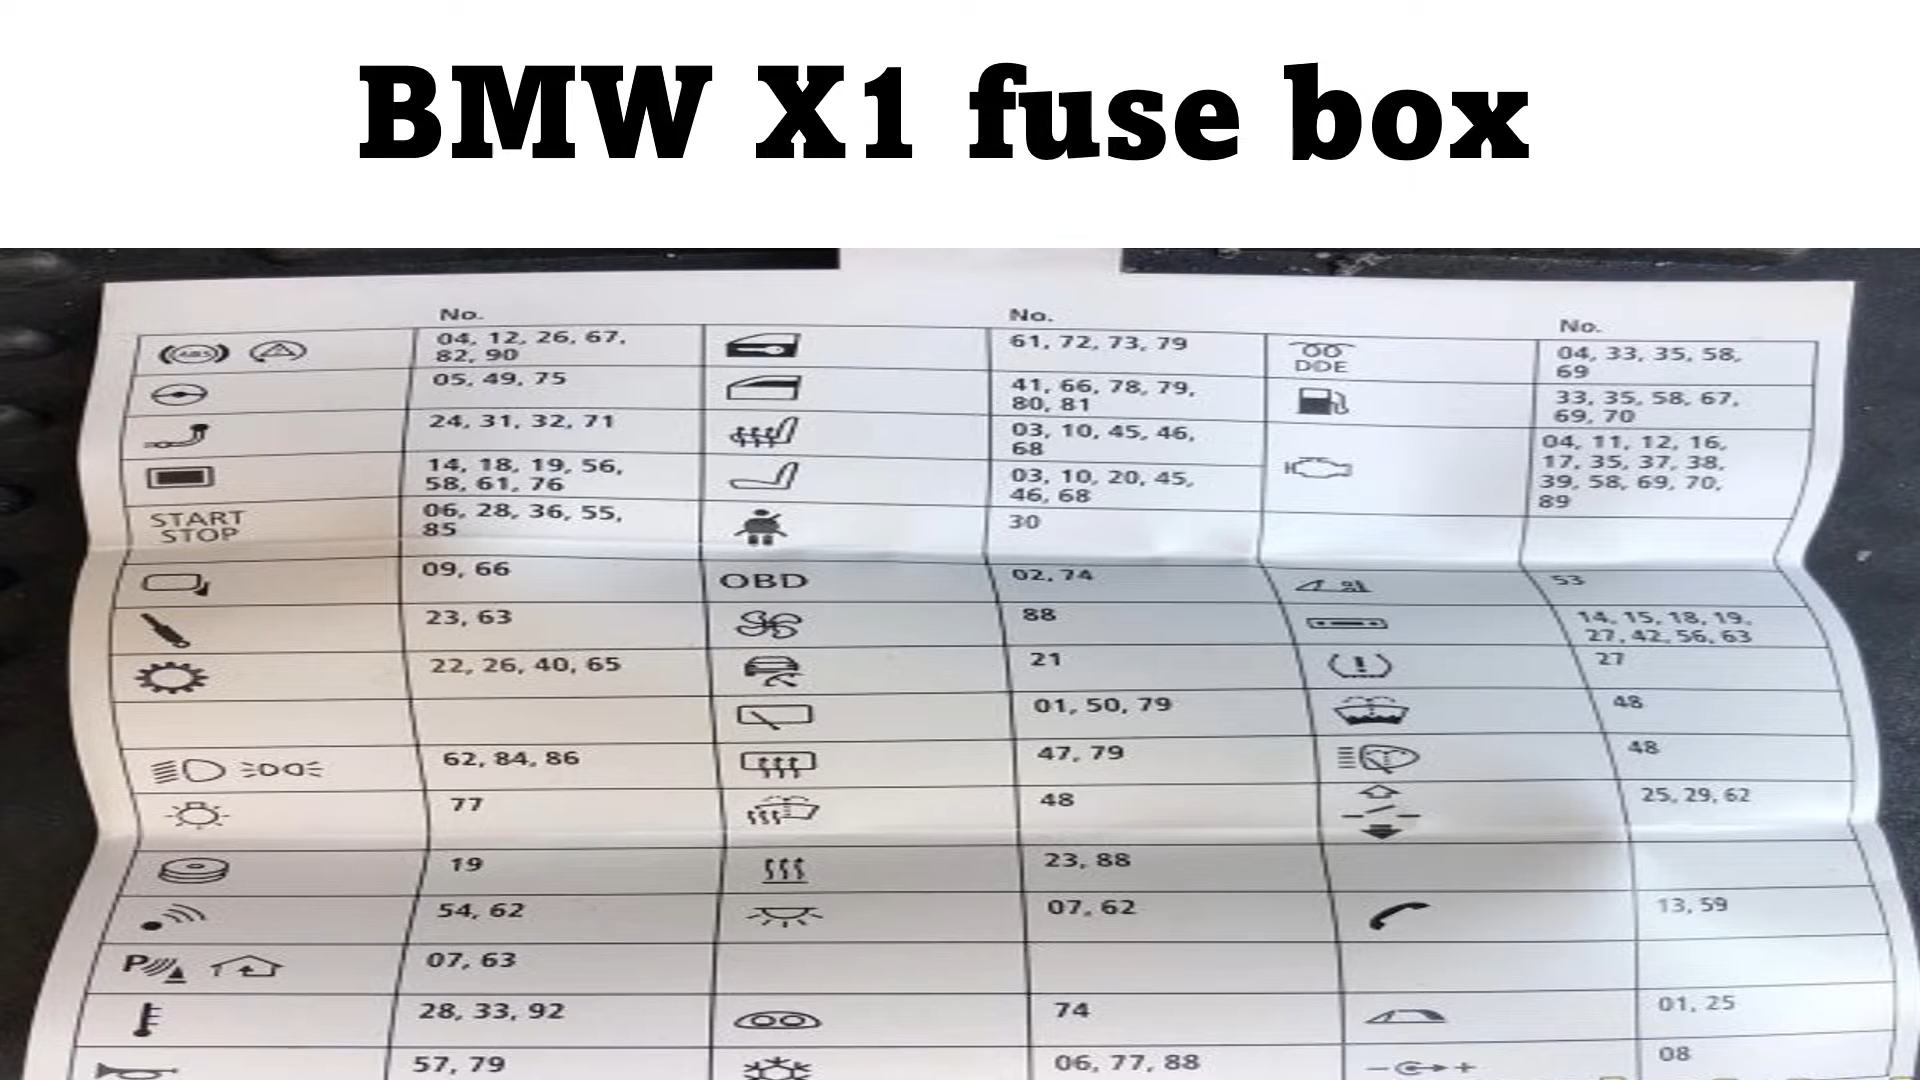 BMW X1 fuse box
No.
No.
No.
ABS
04, 12, 26, 67,
82, 90
61, 72, 73, 79
DDE
04, 33, 35, 58,
69
05, 49, 75
41, 66, 78, 79,
80, 81
33, 35, 58, 67,
69, 70
24, 31, 32, 71
03, 10, 45, 46,
68
04, 11, 12, 16,
17, 35, 37, 38,
39, 58, 69, 70,
89
14, 18, 19, 56,
58, 61, 76
03, 10, 20, 45,
46, 68
START
STOP
06, 28, 36, 55,
85
30
09, 66
OBD
02, 74
53
23, 63
88
14, 15, 18, 19,
27, 42, 56, 63
22, 26, 40, 65
21
27
01, 50, 79
48
62, 84, 86
47, 79
48
77
48
25, 29, 62
19
23, 88
54, 62
07, 62
13, 59
P
07, 63
28, 33, 92
74
01, 25
57, 79
06, 77, 88
08